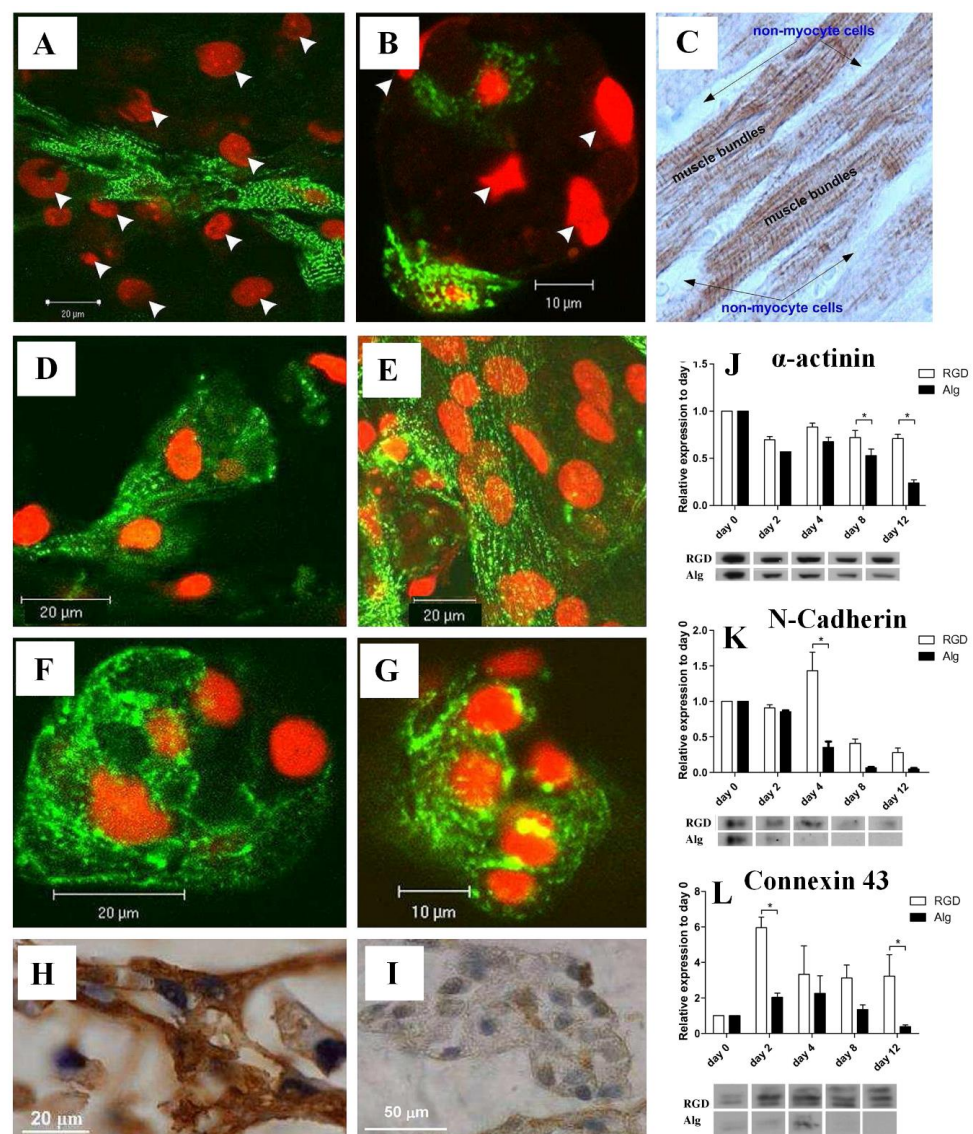 A
20 µm
B
10 µm
C
non-myocyte cells
muscle bundles
muscle bundles
non-myocyte cells
D
20 µm
E
20 µm
F
20 µm
G
10 µm
H
20 µm
I
50 µm
J α-actinin
Relative expression to day
1.5
1.0
0.5
0.0
RGD
Alg
*
*
day 0 day 2 day 4 day 8 day 12
RGD
Alg
K N-Cadherin
Relative expression to day 0
2.0
1.5
1.0
0.5
0.0
RGD
Alg
*
day 0 day 2 day 4 day 8 day 12
RGD
Alg
L Connexin 43
Relative expression to day 0
8
6
4
2
0
RGD
Alg
*
*
day 0 day 2 day 4 day 8 day 12
RGD
Alg